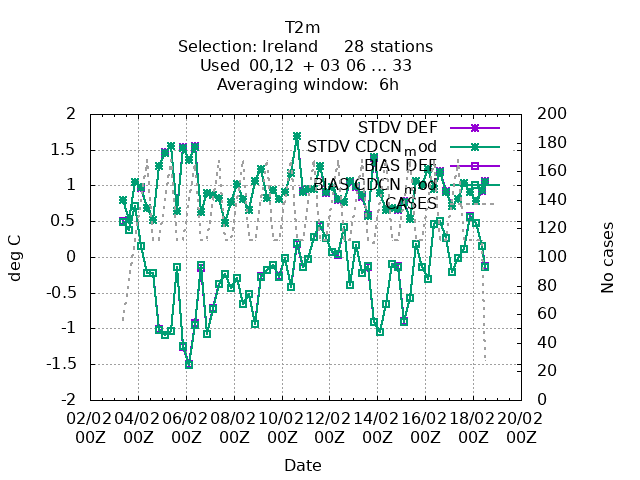 T2m
Selection: Ireland 28 stations
Used 00,12 + 03 06 ... 33
Averaging window: 6h
2
1.5
1
0.5
0
-0.5
-1
-1.5
-2
deg C
200
180
160
140
120
100
80
60
40
20
0
No cases
STDV DEF
STDV CDCN_mod
BIAS DEF
BIAS CDCN_mod
CASES
02/02 04/02 06/02 08/02 10/02 12/02 14/02 16/02 18/02 20/02
00Z 00Z 00Z 00Z 00Z 00Z 00Z 00Z 00Z 00Z
Date